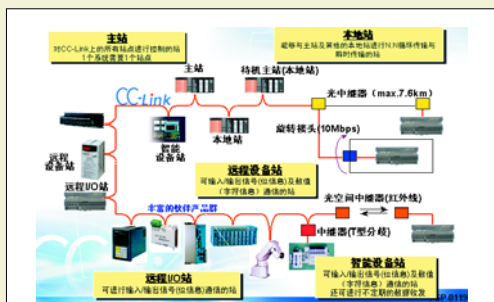 主站
对CC-Link上的所有站点进行控制的站
1个系统需要1个站点
本地站
能够与主站及其他的本地站进行N:N循环传输与
瞬时传输的站
主站
待机主站(本地站)
CC-Link
光中继器（max.7.6km）
智能
设备站
本地站
旋转接头(10Mbps)
远程
设备站
远程设备站
可输入/输出信号(位信息)及数值
（字符信息）通信的站
远程I/O站
丰富的伙伴产品群
光空间中继器(红外线)
中继器(T型分歧)
远程I/O站
可进行输入/输出信号(位信息)通信的站
智能设备站
可输入/输出信号(位信息)及数值
（字符信息）通信的站
还可进行不定期的数据收发
SP-0119